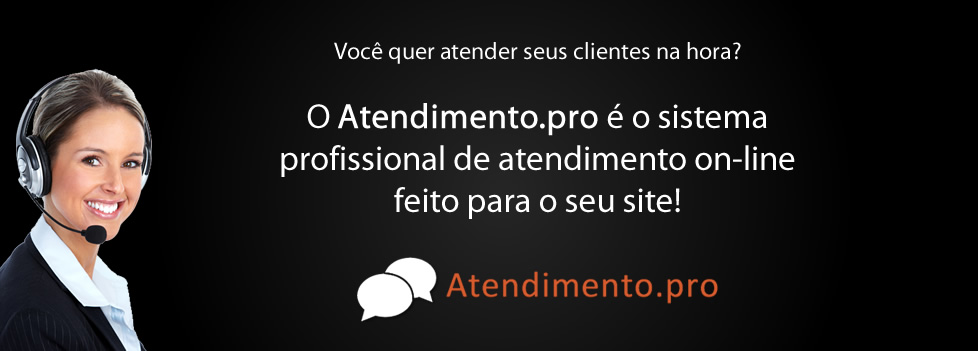 Você quer atender seus clientes na hora?
O Atendimento.pro é o sistema
profissional de atendimento on-line
feito para o seu site!
Atendimento.pro